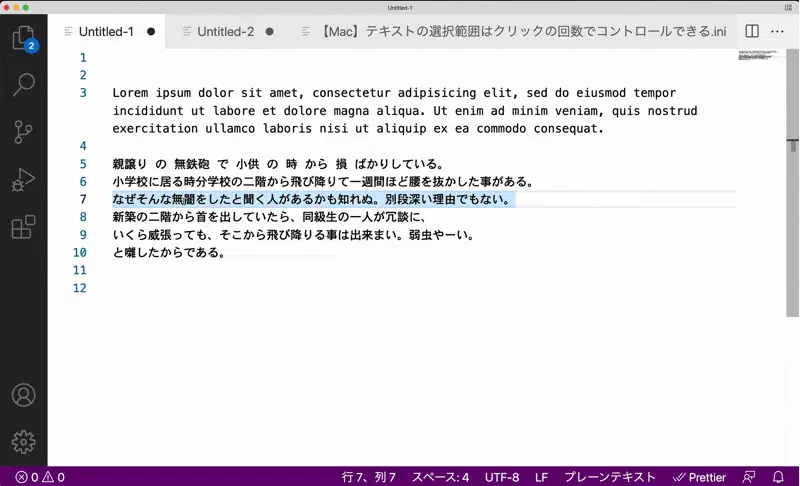 Untitled-1
2
Untitled-1
Untitled-2
【Mac】テキストの選択範囲はクリックの回数でコントロールできる.ini
1
2
3 Lorem ipsum dolor sit amet, consectetur adipisicing elit, sed do eiusmod tempor
incididunt ut labore et dolore magna aliqua. Ut enim ad minim veniam, quis nostrud
exercitation ullamco laboris nisi ut aliquip ex ea commodo consequat.
4
5 親譲り の 無鉄砲 で 小供 の 時 から 損 ばかりしている。
6 小学校に居る時分学校の二階から飛び降りて一週間ほど腰を抜かした事がある。
7 なぜそんな無闇をしたと聞く人があるかも知れぬ。別段深い理由でもない。
8 新築の二階から首を出していたら、同級生の一人が冗談に、
9 いくら威張っても、そこから飛び降りる事は出来まい。弱虫やーい。
10 と囃したからである。
11
12
0 0 行 7、列 7 スペース: 4 UTF-8 LF プレーンテキスト Prettier